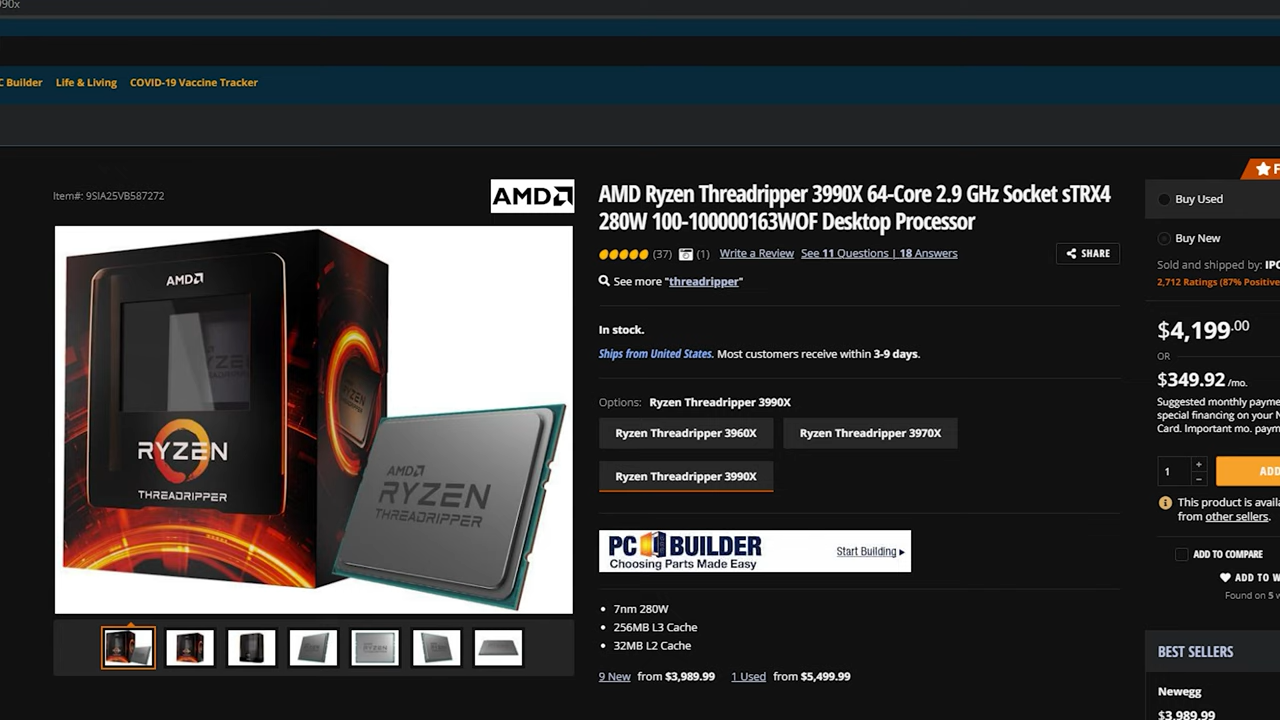 990x
C Builder
Life & Living
COVID-19 Vaccine Tracker
Item#: 9SIA25VB587272
AMD
AMD Ryzen Threadripper 3990X 64-Core 2.9 GHz Socket sTRX4
280W 100-100000163WOF Desktop Processor
(37)
(1)
Write a Review
See 11 Questions | 18 Answers
SHARE
See more "threadripper"
In stock.
Ships from United States. Most customers receive within 3-9 days.
Options: Ryzen Threadripper 3990X
Ryzen Threadripper 3960X
Ryzen Threadripper 3970X
Ryzen Threadripper 3990X
PC BUILDER
Choosing Parts Made Easy
Start Building
• 7nm 280W
• 256MB L3 Cache
• 32MB L2 Cache
9 New from $3,989.99
1 Used from $5,499.99
AMD
RYZEN
THREADRIPPER
RYZEN
AMD
RYZEN
THREADRIPPER
F
Buy Used
Buy New
Sold and shipped by: IPC
2,712 Ratings (87% Positive
$4,199.00
OR
$349.92 /mo.
Suggested monthly payme
special financing on your N
Card. Important mo. paym
1
+
−
ADD
This product is availa
from other sellers.
ADD TO COMPARE
ADD TO W
Found on 5 w
BEST SELLERS
Newegg
$3,989.99